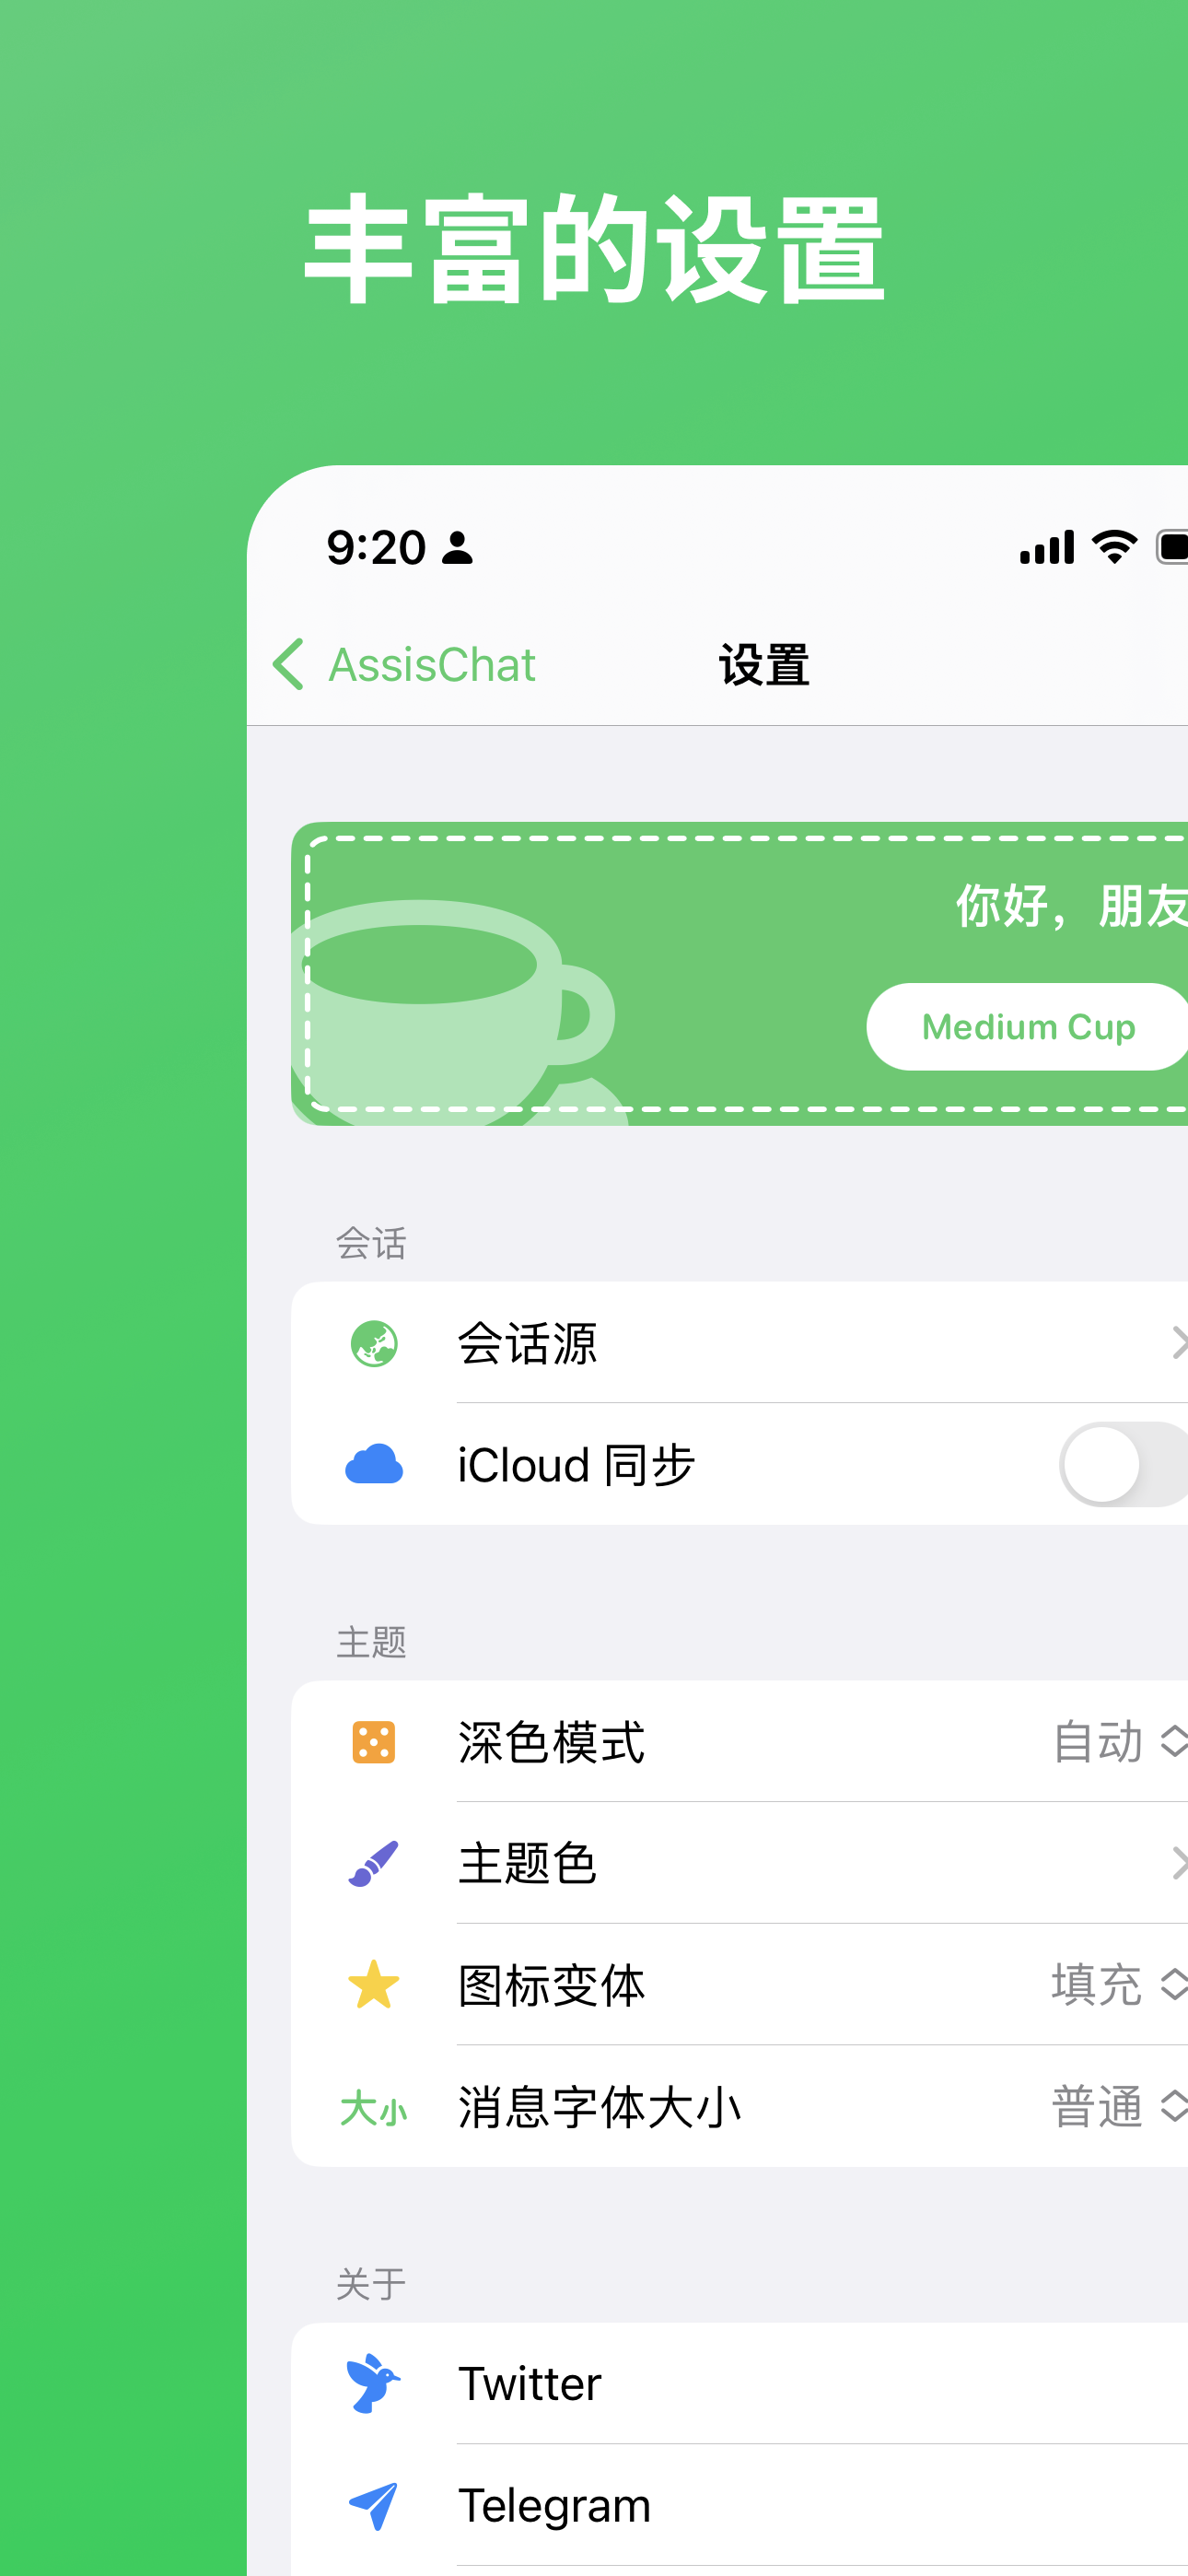 丰富的设置
9:20
AssisChat
设置
你好，朋友
Medium Cup
会话
会话源
iCloud 同步
主题
深色模式 自动
主题色
图标变体 填充
大小 消息字体大小 普通
关于
Twitter
Telegram